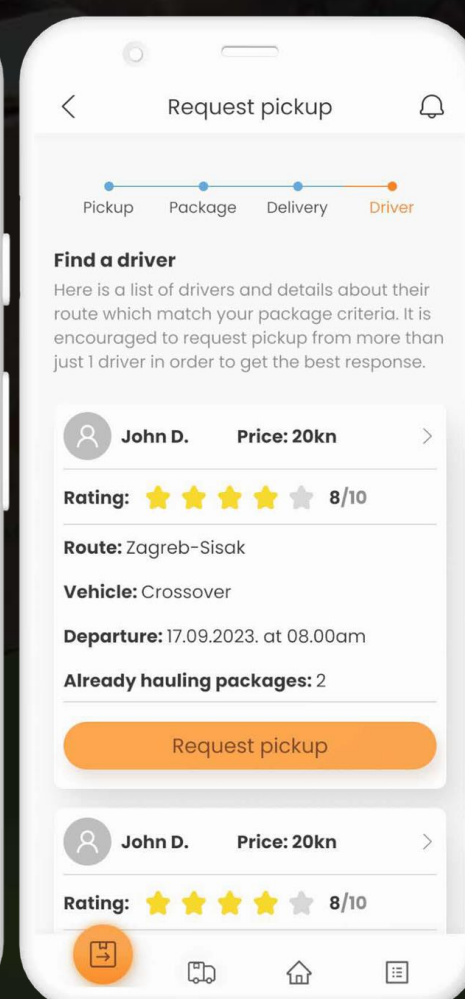 Request pickup
Pickup Package Delivery Driver
Find a driver
Here is a list of drivers and details about their
route which match your package criteria. It is
encouraged to request pickup from more than
just 1 driver in order to get the best response.
John D. Price: 20kn
Rating: 8/10
Route: Zagreb-Sisak
Vehicle: Crossover
Departure: 17.09.2023. at 08.00am
Already hauling packages: 2
Request pickup
John D. Price: 20kn
Rating: 8/10